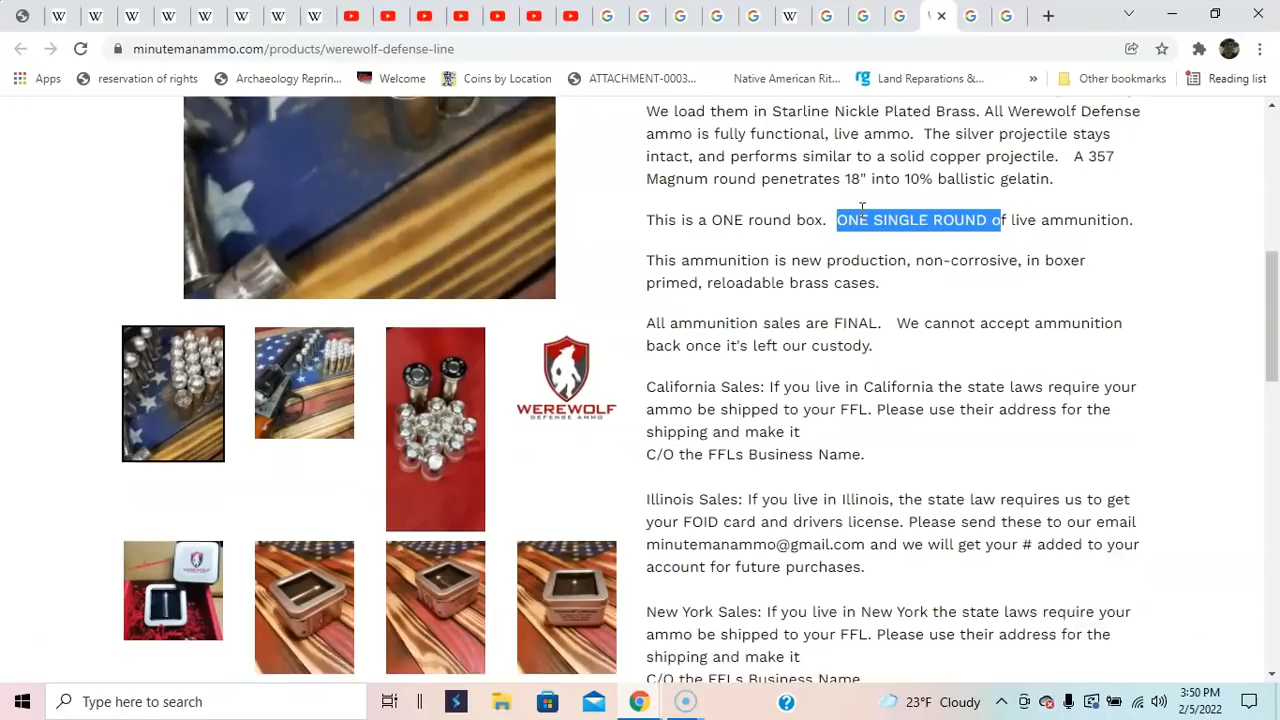 minutemanammo.com/products/werewolf-defense-line
Apps reservation of rights Archaeology Reprin... Welcome Coins by Location ATTACHMENT-0003... Native American Rit... Land Reparations &... » Other bookmarks Reading list
We load them in Starline Nickle Plated Brass. All Werewolf Defense
ammo is fully functional, live ammo. The silver projectile stays
intact, and performs similar to a solid copper projectile. A 357
Magnum round penetrates 18" into 10% ballistic gelatin.
This is a ONE round box. ONE SINGLE ROUND of live ammunition.
This ammunition is new production, non-corrosive, in boxer
primed, reloadable brass cases.
All ammunition sales are FINAL. We cannot accept ammunition
back once it's left our custody.
California Sales: If you live in California the state laws require your
ammo be shipped to your FFL. Please use their address for the
shipping and make it
C/O the FFLs Business Name.
Illinois Sales: If you live in Illinois, the state law requires us to get
your FOID card and drivers license. Please send these to our email
minutemanammo@gmail.com and we will get your # added to your
account for future purchases.
New York Sales: If you live in New York the state laws require your
ammo be shipped to your FFL. Please use their address for the
shipping and make it
C/O the FFLs Business Name
WEREWOLF
DEFENSE AMMO
Type here to search
23°F Cloudy
3:50 PM
2/5/2022